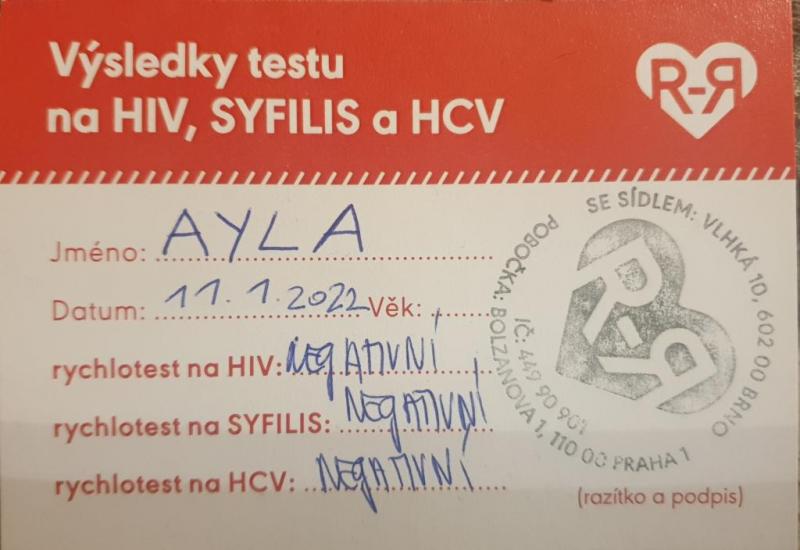 Výsledky testu
na HIV, SYFILIS a HCV
R-Я
Jméno: AYLA
Datum: 11.1.2022 Věk:
rychlotest na HIV: NEGATIVNÍ
rychlotest na SYFILIS: NEGATIVNÍ
rychlotest na HCV: NEGATIVNÍ
SE SÍDLEM: VLHKÁ 10, 602 00 BRNO
POBOČKA: BOLZANOVA 1, 110 00 PRAHA 1
IČ: 449 90 901
R-Я
(razítko a podpis)